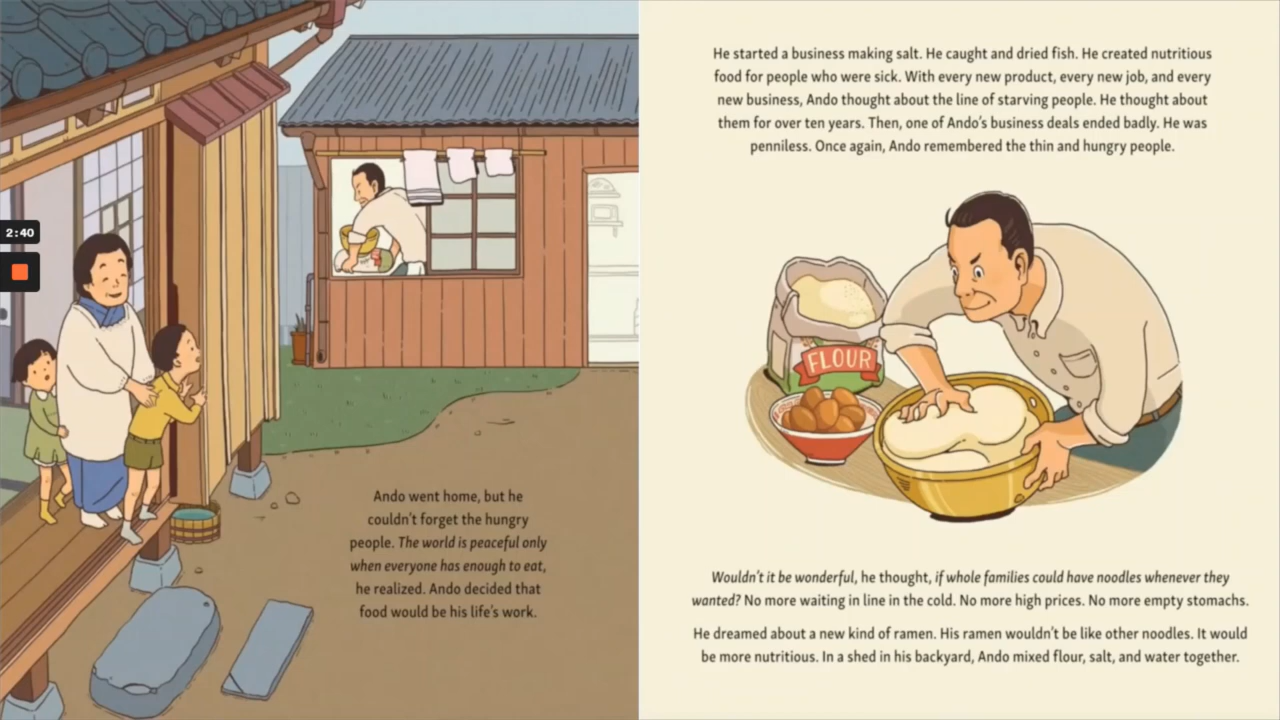 2:40
Ando went home, but he
couldn't forget the hungry
people. The world is peaceful only
when everyone has enough to eat,
he realized. Ando decided that
food would be his life's work.
He started a business making salt. He caught and dried fish. He created nutritious
food for people who were sick. With every new product, every new job, and every
new business, Ando thought about the line of starving people. He thought about
them for over ten years. Then, one of Ando's business deals ended badly. He was
penniless. Once again, Ando remembered the thin and hungry people.
FLOUR
Wouldn't it be wonderful, he thought, if whole families could have noodles whenever they
wanted? No more waiting in line in the cold. No more high prices. No more empty stomachs.
He dreamed about a new kind of ramen. His ramen wouldn't be like other noodles. It would
be more nutritious. In a shed in his backyard, Ando mixed flour, salt, and water together.